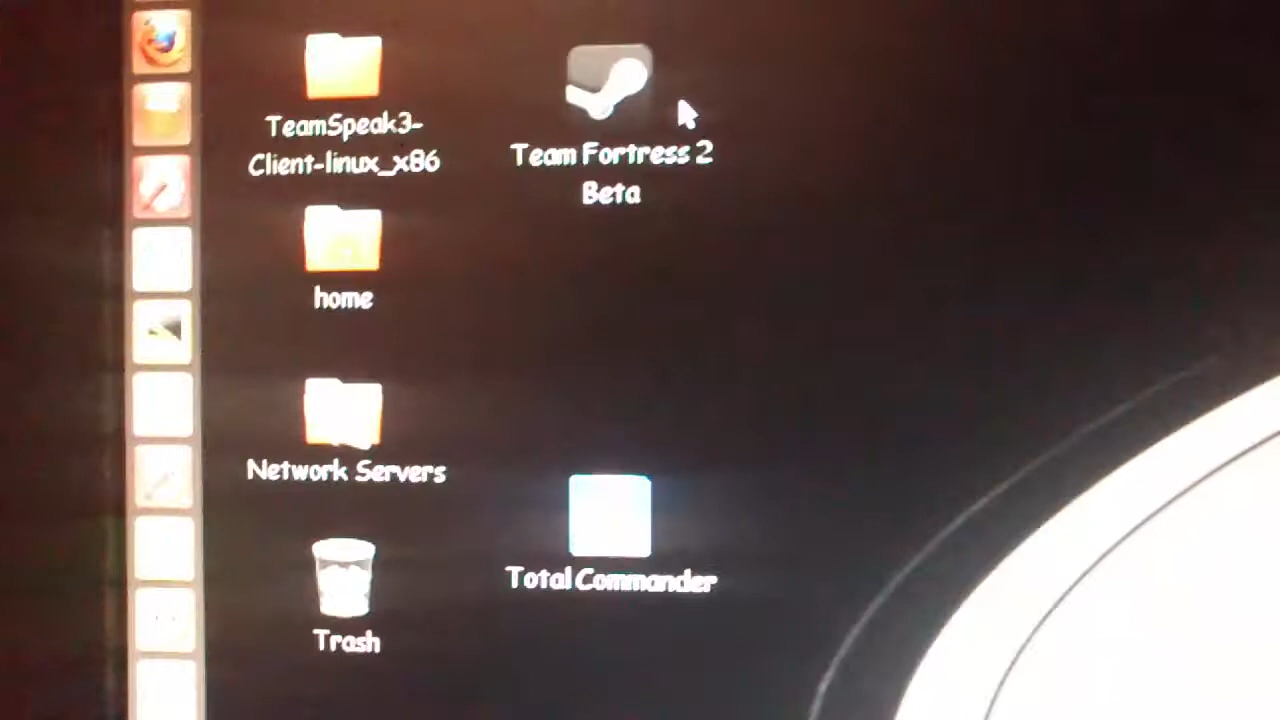 TeamSpeak3-
Client-linux_x86
home
Network Servers
Trash
Team Fortress 2
Beta
Total Commander